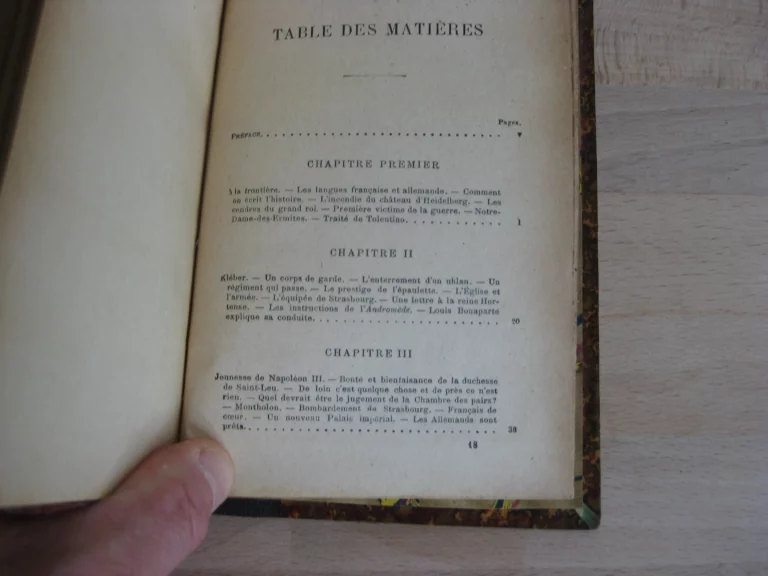 TABLE DES MATIÈRES
Pages.
PRÉFACE. . . . . . . . . . . . . . . . . . . . . . . . . . . . . . v
CHAPITRE PREMIER
A la frontière. — Les langues française et allemande. — Comment
on écrit l'histoire. — L'incendie du château d'Heidelberg. — Les
cendres du grand roi. — Première victime de la guerre. — Notre-
Dame-des-Ermites. — Traité de Tolentino. . . . . . . . . . . . 1
CHAPITRE II
Kléber. — Un corps de garde. — L'enterrement d'un uhlan. — Un
régiment qui passe. — Le prestige de l'épaulette. — L'Église et
l'armée. — L'équipée de Strasbourg. — Une lettre à la reine Hor-
tense. — Les instructions de l'Andromède. — Louis Bonaparte
explique sa conduite. . . . . . . . . . . . . . . . . . . . . . . 20
CHAPITRE III
Jeunesse de Napoléon III. — Bonté et bienfaisance de la duchesse
de Saint-Leu. — De loin c'est quelque chose et de près ce n'est
rien. — Quel devrait être le jugement de la Chambre des pairs?
— Montholon. — Bombardement de Strasbourg. — Français de
cœur. — Un nouveau Palais impérial. — Les Allemands sont
prêts. . . . . . . . . . . . . . . . . . . . . . . . . . . . . . . 38
18